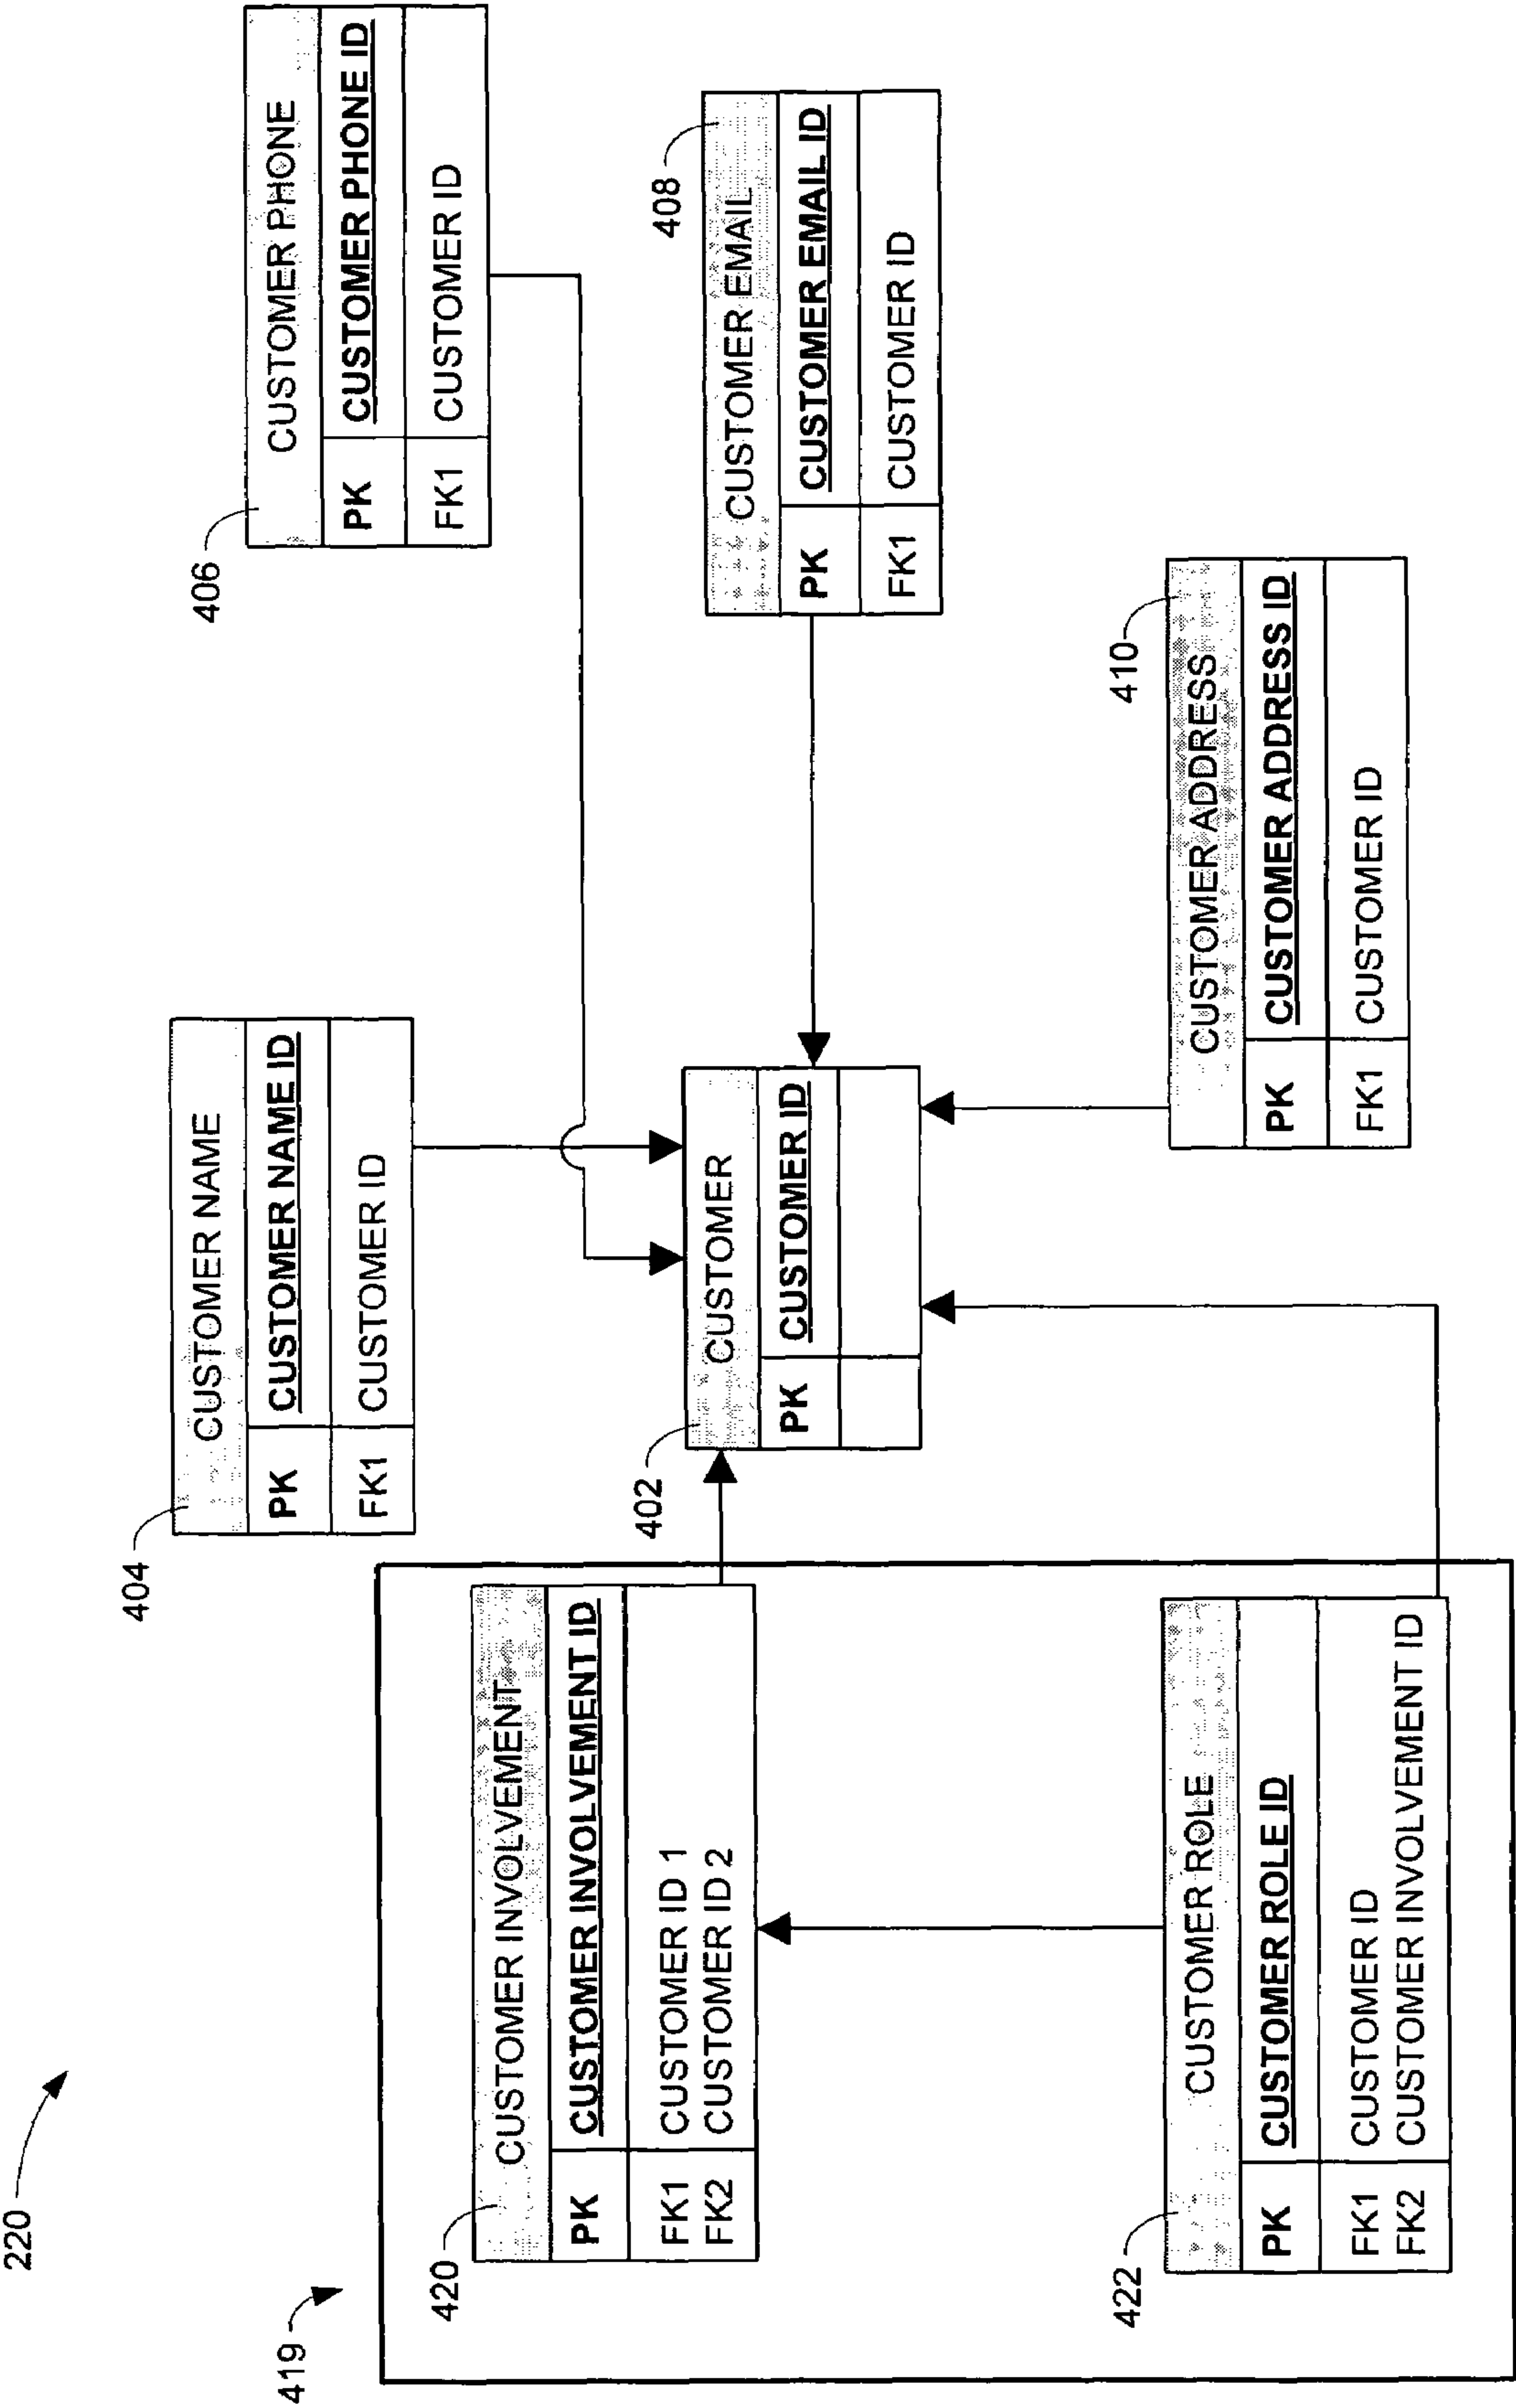 220
419
404
CUSTOMER NAME
PK CUSTOMER NAME ID
FK1 CUSTOMER ID
406
CUSTOMER PHONE
PK CUSTOMER PHONE ID
FK1 CUSTOMER ID
420
CUSTOMER INVOLVEMENT
PK CUSTOMER INVOLVEMENT ID
FK1 CUSTOMER ID 1
FK2 CUSTOMER ID 2
402
CUSTOMER
PK CUSTOMER ID
408
CUSTOMER EMAIL
PK CUSTOMER EMAIL ID
FK1 CUSTOMER ID
422
CUSTOMER ROLE
PK CUSTOMER ROLE ID
FK1 CUSTOMER ID
FK2 CUSTOMER INVOLVEMENT ID
410
CUSTOMER ADDRESS
PK CUSTOMER ADDRESS ID
FK1 CUSTOMER ID